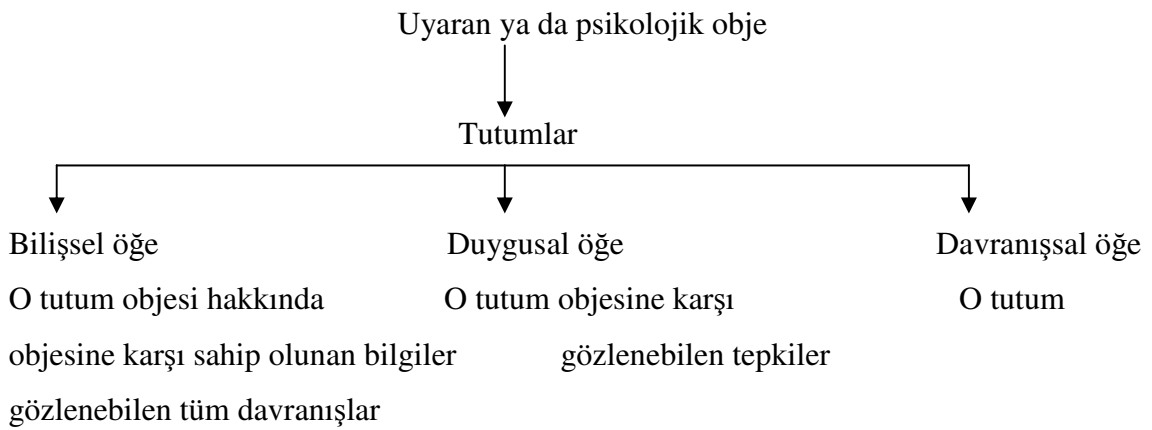 Uyaran ya da psikolojik obje
Tutumlar
Bilişsel öğe Duygusal öğe Davranışsal öğe
O tutum objesi hakkında O tutum objesine karşı O tutum
objesine karşı sahip olunan bilgiler gözlenebilen tepkiler
gözlenebilen tüm davranışlar